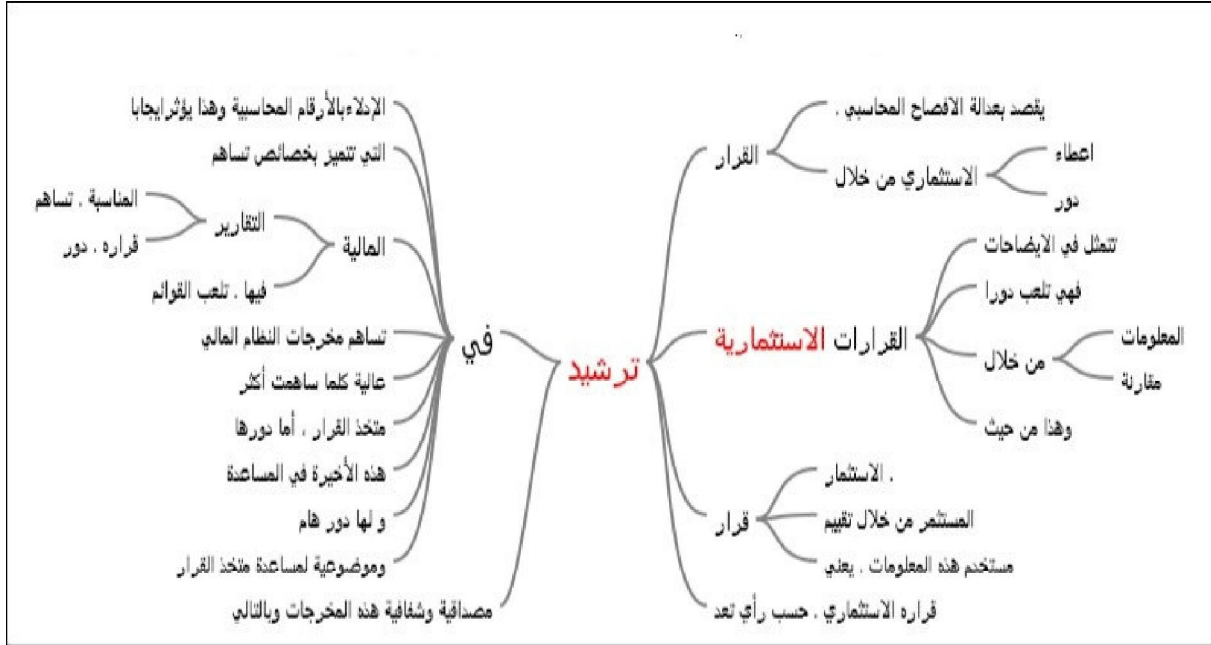 يقصد بعدالة الافصاح المحاسبي .
القرار
الاستثماري من خلال
اعطاء
دور
تتمثل في الايضاحات
فهي تلعب دورا
القرارات الاستثمارية
من خلال
المعلومات
مقارنة
وهذا من حيث
. الاستثمار
قرار
المستثمر من خلال تقييم
مستخدم هذه المعلومات . يعني
قراره الاستثماري . حسب رأي تعد
ترشيد
في
الإدلاء بالأرقام المحاسبية وهذا يؤثر ايجابا
التي تتميز بخصائص تساهم
المالية
التقارير
المناسبة . تساهم
قراره . دور
فيها . تلعب القوائم
تساهم مخرجات النظام المالي
عالية كلما ساهمت أكثر
متخذ القرار ، أما دورها
هذه الأخيرة في المساعدة
و لها دور هام
وموضوعية لمساعدة متخذ القرار
مصداقية وشفافية هذه المخرجات وبالتالي